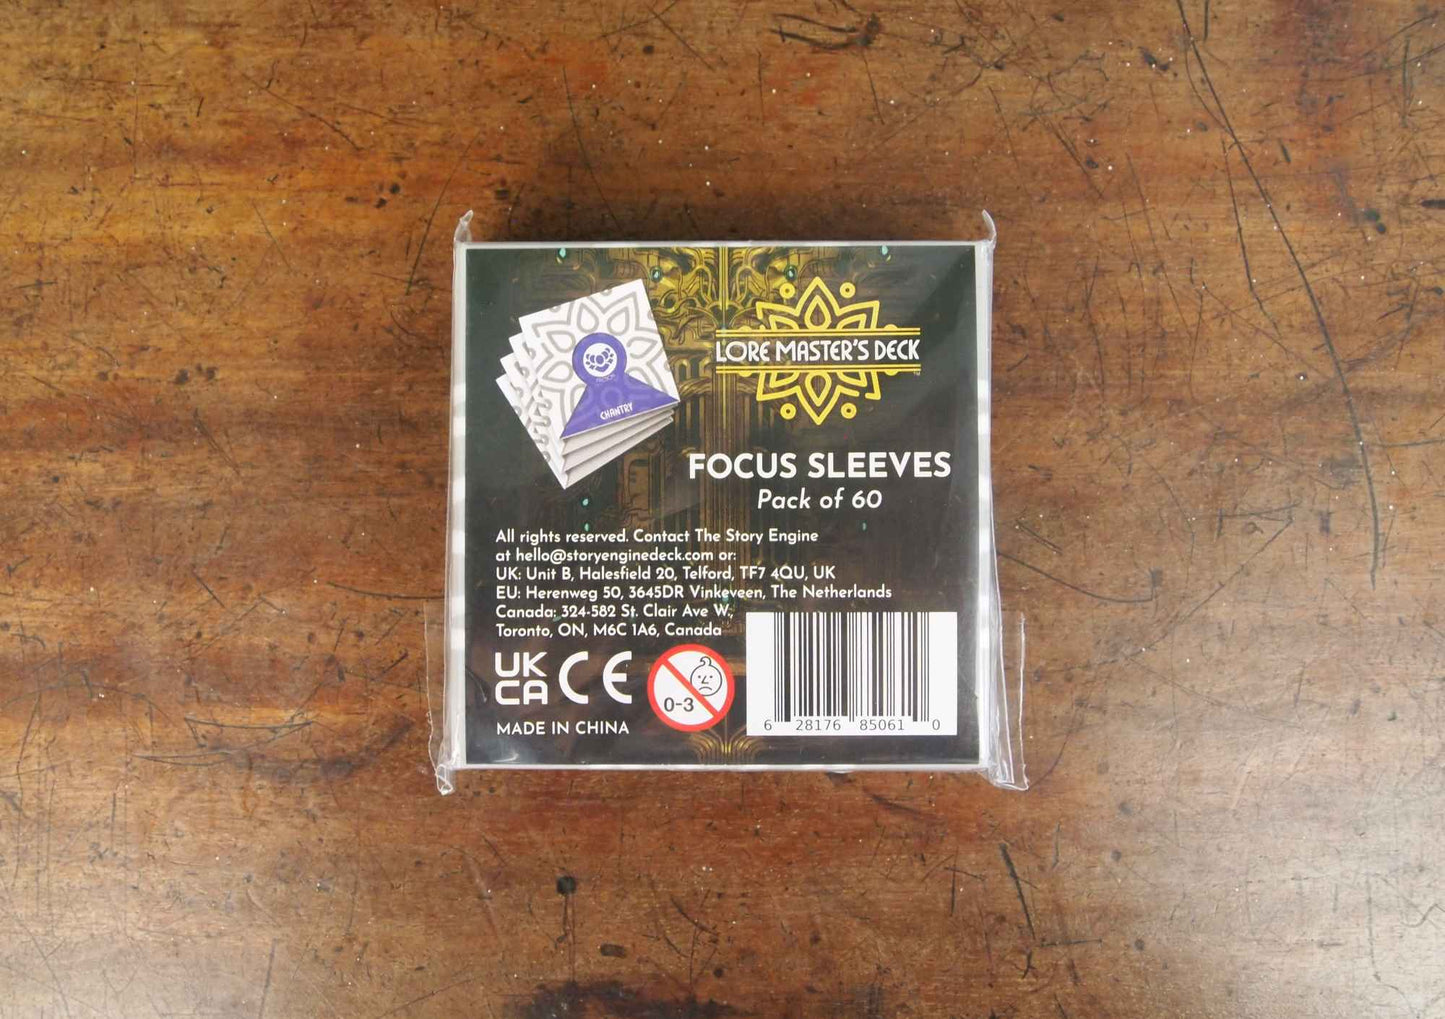 LORE MASTER'S DECK
TM
CHANTRY
FOCUS SLEEVES
Pack of 60
All rights reserved. Contact The Story Engine
at hello@storyenginedeck.com or:
UK: Unit B, Halesfield 20, Telford, TF7 4QU, UK
EU: Herenweg 50, 3645DR Vinkeveen, The Netherlands
Canada: 324-582 St. Clair Ave W.,
Toronto, ON, M6C 1A6, Canada
UK
CA CE
0-3
MADE IN CHINA
6 28176 85061 0